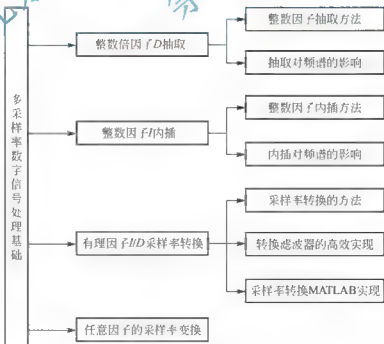 多采样率数字信号处理基础
整数倍因子D抽取
整数因子抽取方法
抽取对频谱的影响
整数因子I内插
整数因子内插方法
内插对频谱的影响
有理因子I/D采样率转换
采样率转换的方法
转换滤波器的高效实现
采样率转换MATLAB实现
任意因子的采样率变换